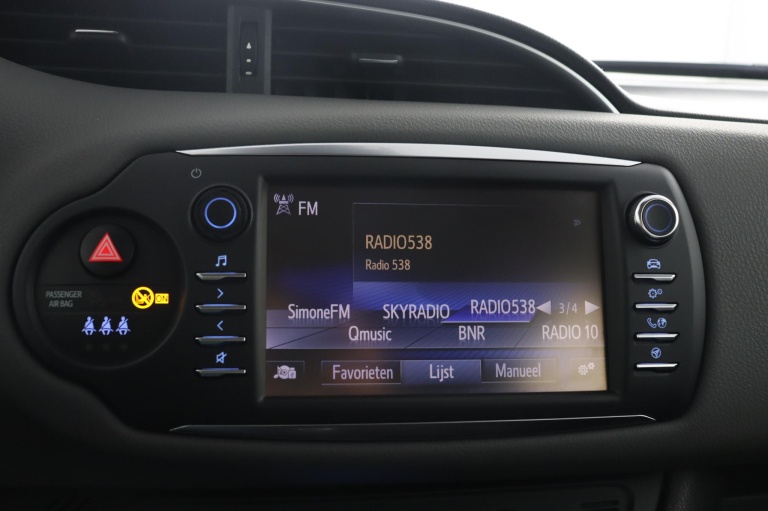 FM
RADIO538
Radio 538
SimoneFM SKYRADIO RADIO538 3/4
Qmusic BNR RADIO 10
Favorieten Lijst Manueel
PASSENGER
AIR BAG
ON